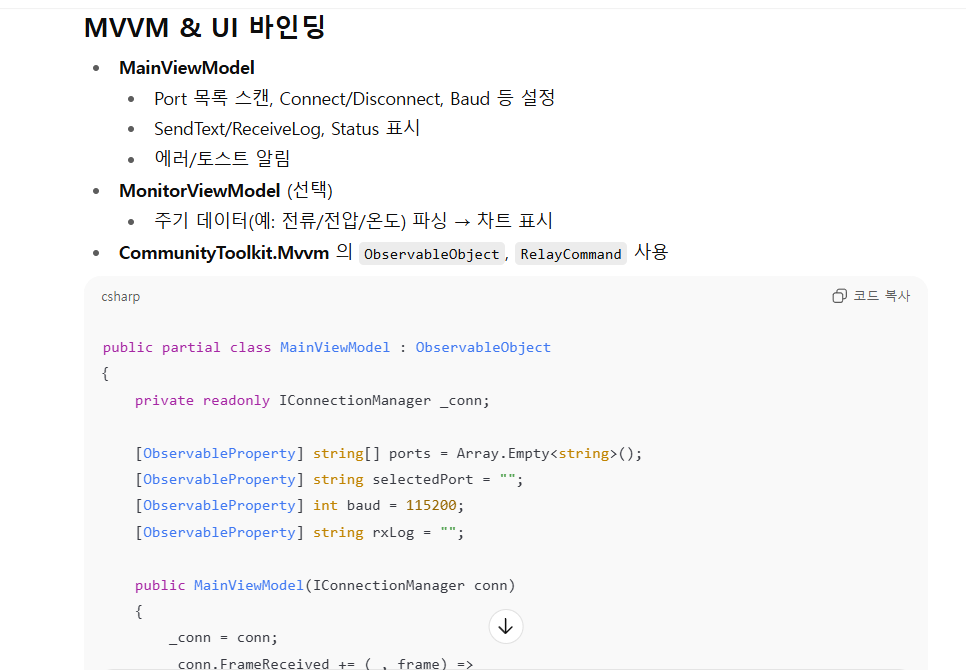 MVVM & UI 바인딩
MainViewModel
Port 목록 스캔, Connect/Disconnect, Baud 등 설정
SendText/ReceiveLog, Status 표시
에러/토스트 알림
MonitorViewModel (선택)
주기 데이터(예: 전류/전압/온도) 파싱 → 차트 표시
CommunityToolkit.Mvvm 의 ObservableObject, RelayCommand 사용
csharp
코드 복사
public partial class MainViewModel : ObservableObject
{
private readonly IConnectionManager _conn;
[ObservableProperty] string[] ports = Array.Empty<string>();
[ObservableProperty] string selectedPort = "";
[ObservableProperty] int baud = 115200;
[ObservableProperty] string rxLog = "";
public MainViewModel(IConnectionManager conn)
{
_conn = conn;
_conn.FrameReceived += (_, frame) =>